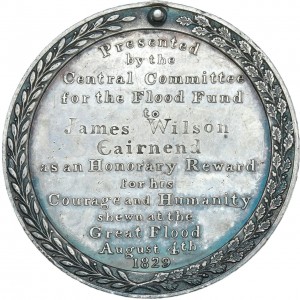 Presented
by the
Central Committee
for the Flood Fund
to
James Wilson
Cairnend
as an Honorary Reward
for his
Courage and Humanity
shewn at the
Great Flood
August 4th
1829